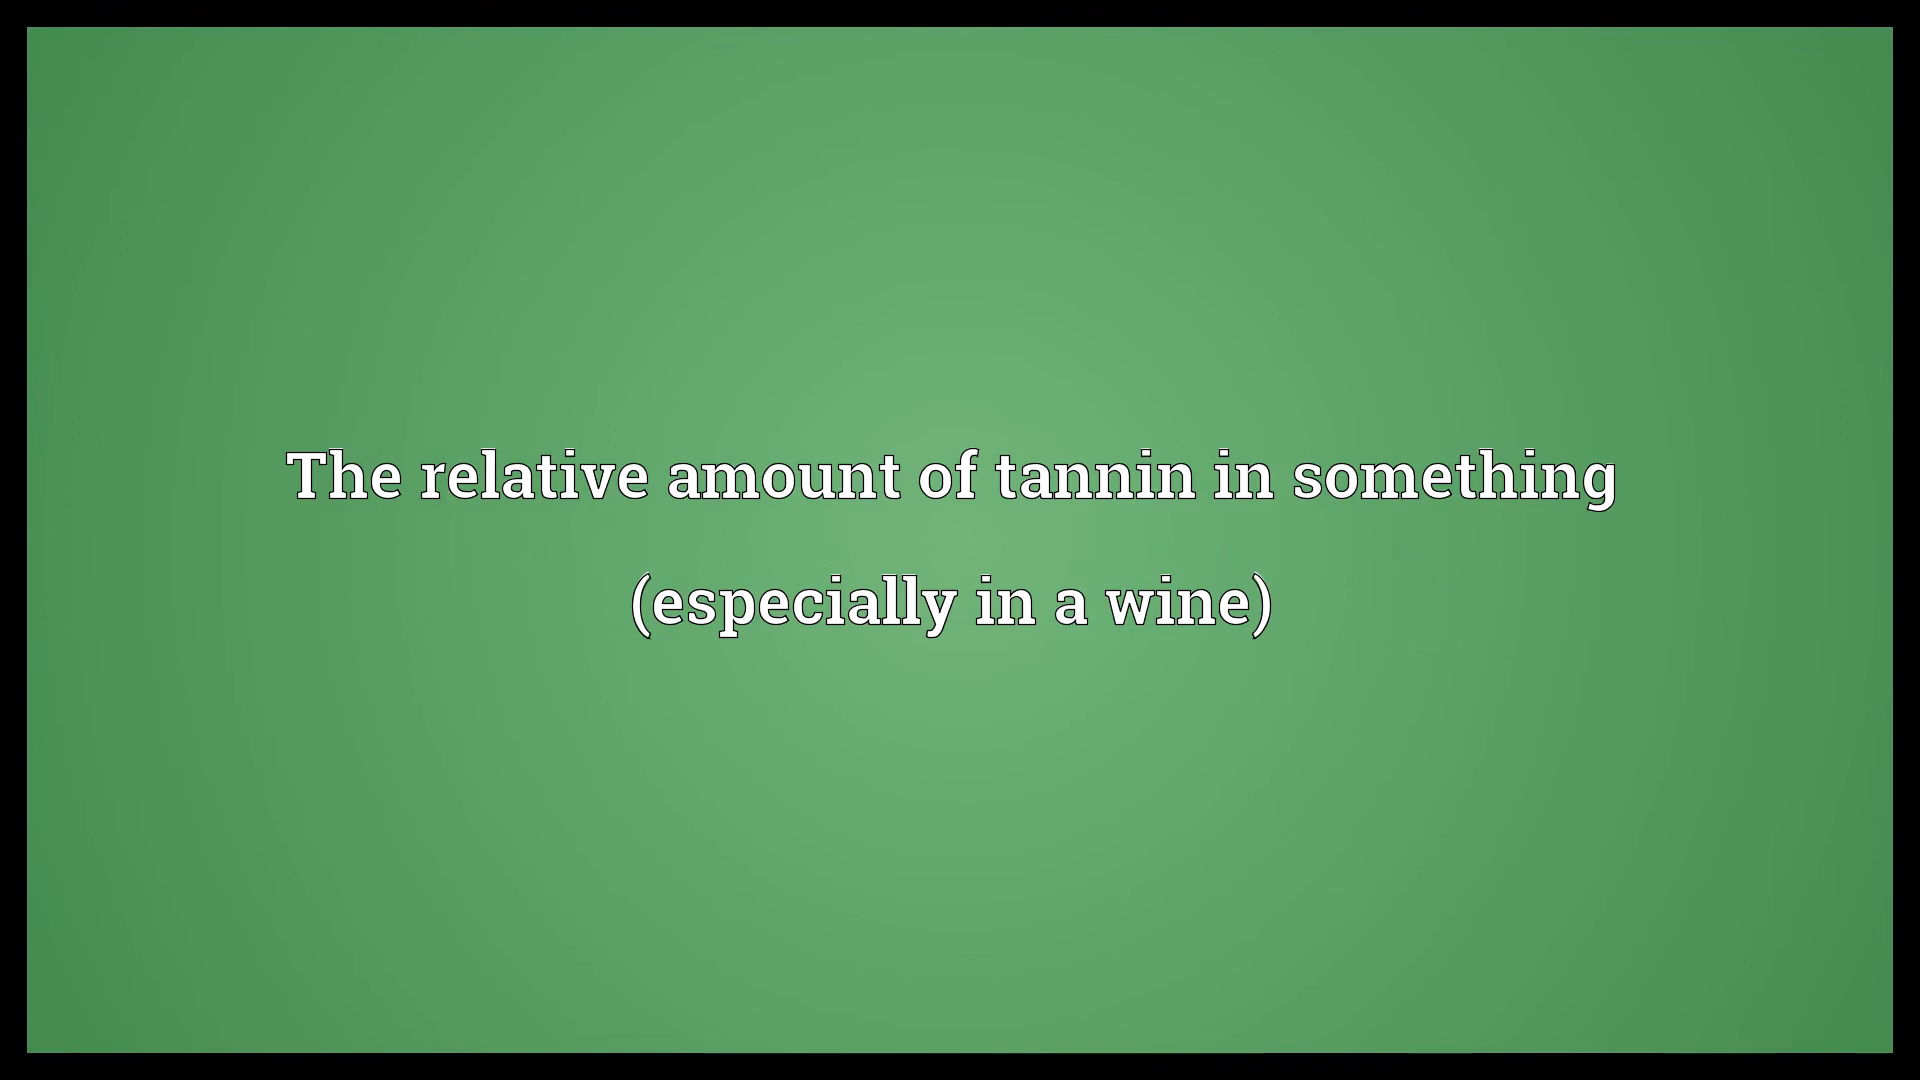 The relative amount of tannin in something
(especially in a wine)